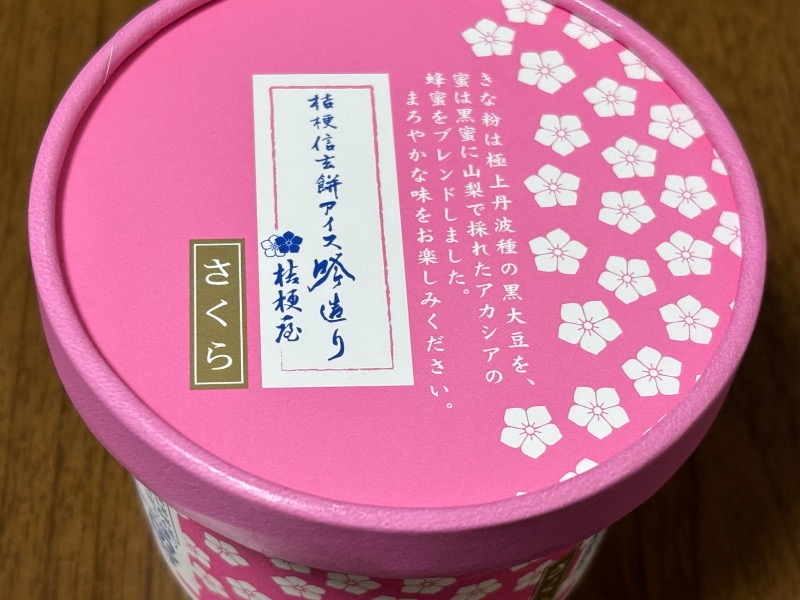 きな粉は極上丹波種の黒大豆を、
蜜は黒蜜に山梨で採れたアカシアの
蜂蜜をブレンドしました。
まろやかな味をお楽しみください。
桔梗信玄餅アイス吟造り
桔梗屋
さくら
さくら